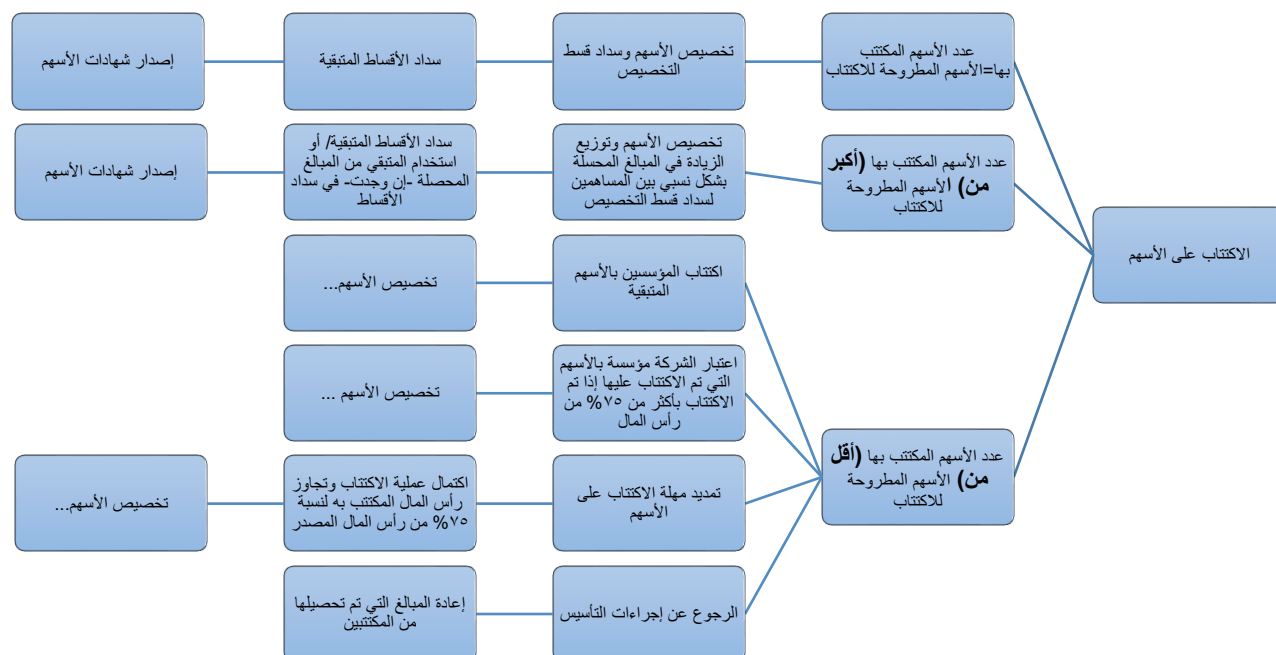 الاكتتاب على الأسهم
عدد الأسهم المكتتب
بها=الأسهم المطروحة للاكتتاب
تخصيص الأسهم وسداد قسط
التخصيص
سداد الأقساط المتبقية
إصدار شهادات الأسهم
عدد الأسهم المكتتب بها (أكبر
من) الأسهم المطروحة
للاكتتاب
تخصيص الأسهم وتوزيع
الزيادة في المبالغ المحسلة
بشكل نسبي بين المساهمين
لسداد قسط التخصيص
سداد الأقساط المتبقية/ أو
استخدام المتبقي من المبالغ
المحصلة -إن وجدت- في سداد
الأقساط
إصدار شهادات الأسهم
عدد الأسهم المكتتب بها (أقل
من) الأسهم المطروحة
للاكتتاب
اكتتاب المؤسسين بالأسهم
المتبقية
تخصيص الأسهم...
اعتبار الشركة مؤسسة بالأسهم
التي تم الاكتتاب عليها إذا تم
الاكتتاب بأكثر من ٧٥% من
رأس المال
تخصيص الأسهم ...
تمديد مهلة الاكتتاب على
الأسهم
اكتمال عملية الاكتتاب وتجاوز
رأس المال المكتتب به لنسبة
٧٥% من رأس المال المصدر
تخصيص الأسهم...
الرجوع عن إجراءات التأسيس
إعادة المبالغ التي تم تحصيلها
من المكتتبين